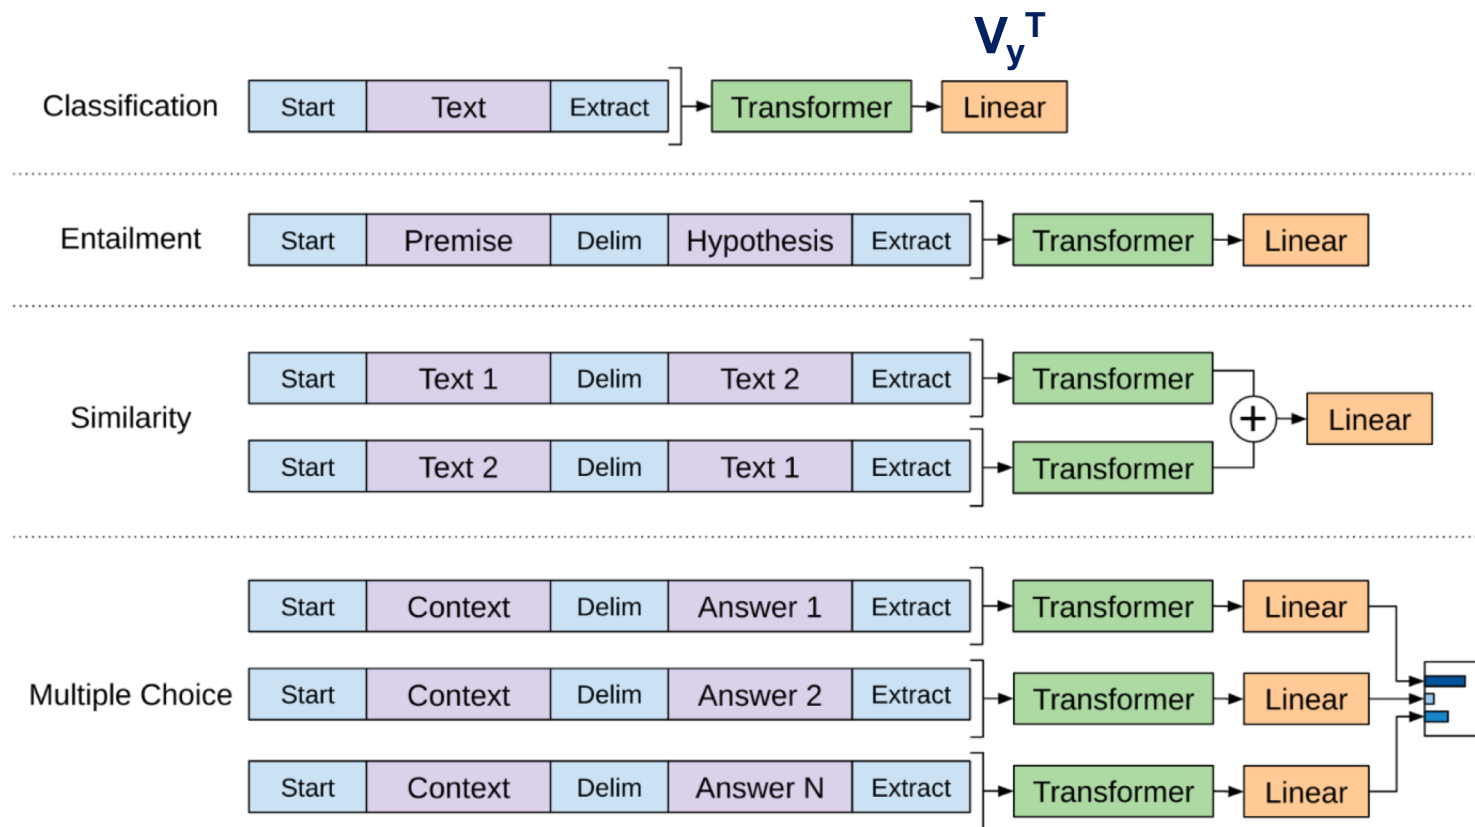 V_y^T
Classification Start Text Extract Transformer Linear
Entailment Start Premise Delim Hypothesis Extract Transformer Linear
Start Text 1 Delim Text 2 Extract Transformer
Similarity + Linear
Start Text 2 Delim Text 1 Extract Transformer
Start Context Delim Answer 1 Extract Transformer Linear
Multiple Choice Start Context Delim Answer 2 Extract Transformer Linear
Start Context Delim Answer N Extract Transformer Linear